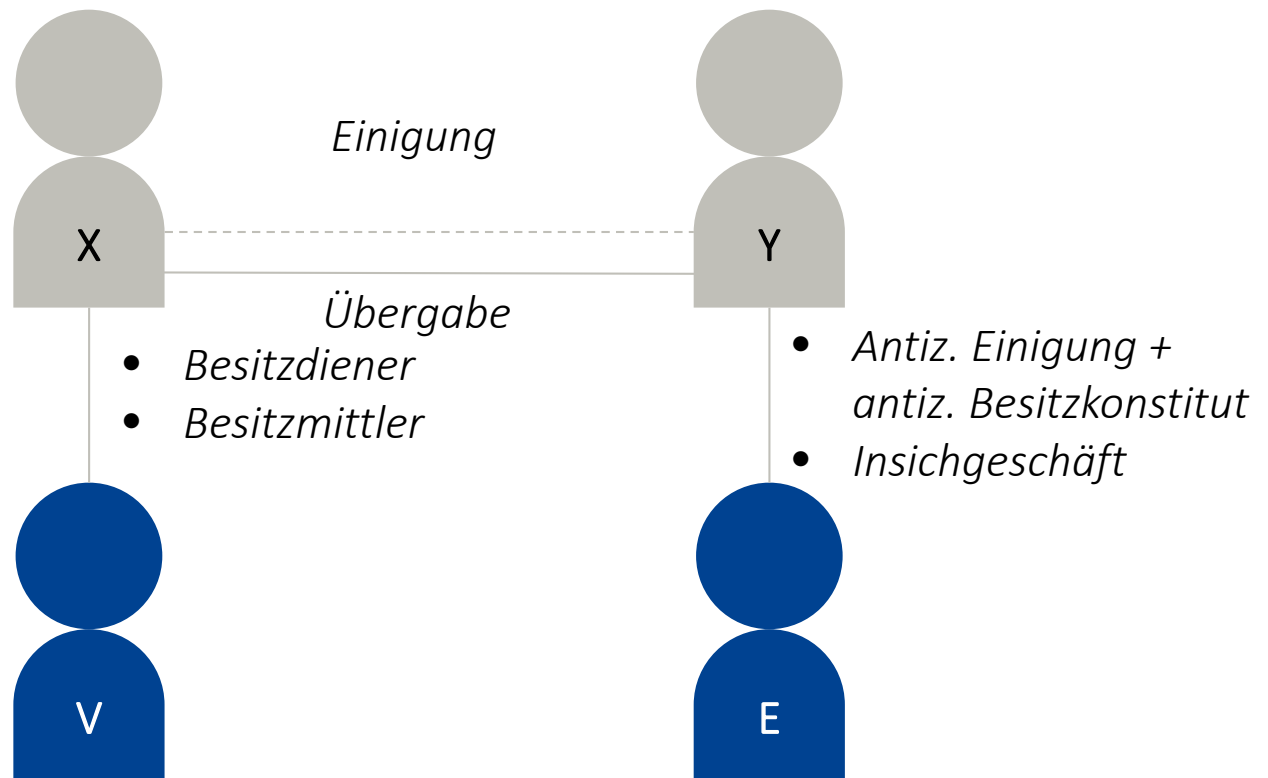 Einigung
X
Y
Übergabe
• Besitzdiener
• Besitzmittler
• Antiz. Einigung +
antiz. Besitzkonstitut
• Insichgeschäft
V
E